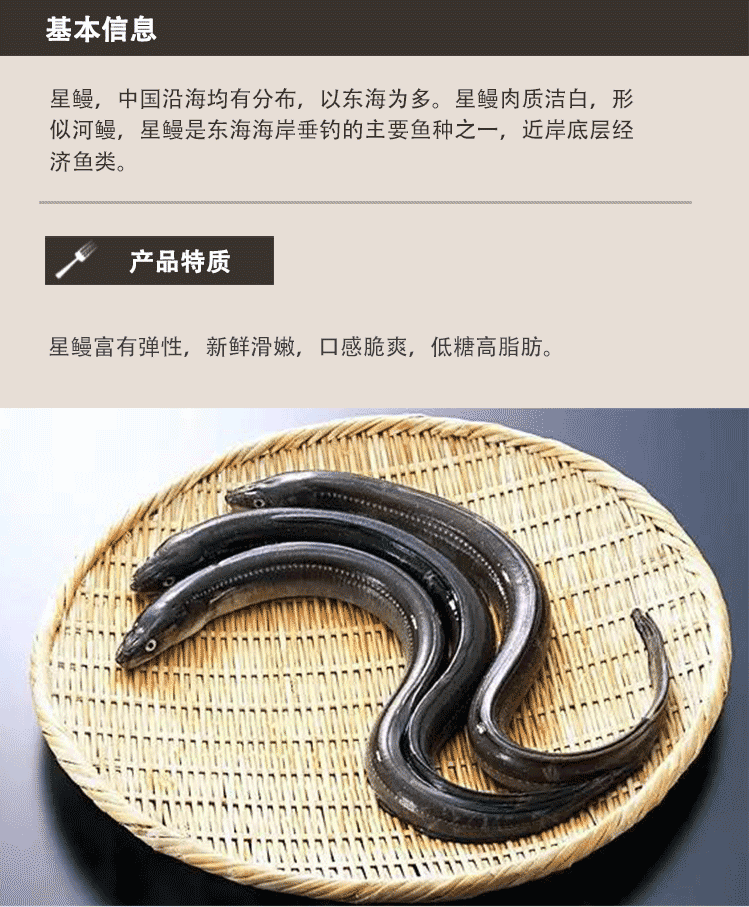 基本信息
星鳗，中国沿海均有分布，以东海为多。星鳗肉质洁白，形
似河鳗，星鳗是东海海岸垂钓的主要鱼种之一，近岸底层经
济鱼类。
产品特质
星鳗富有弹性，新鲜滑嫩，口感脆爽，低糖高脂肪。